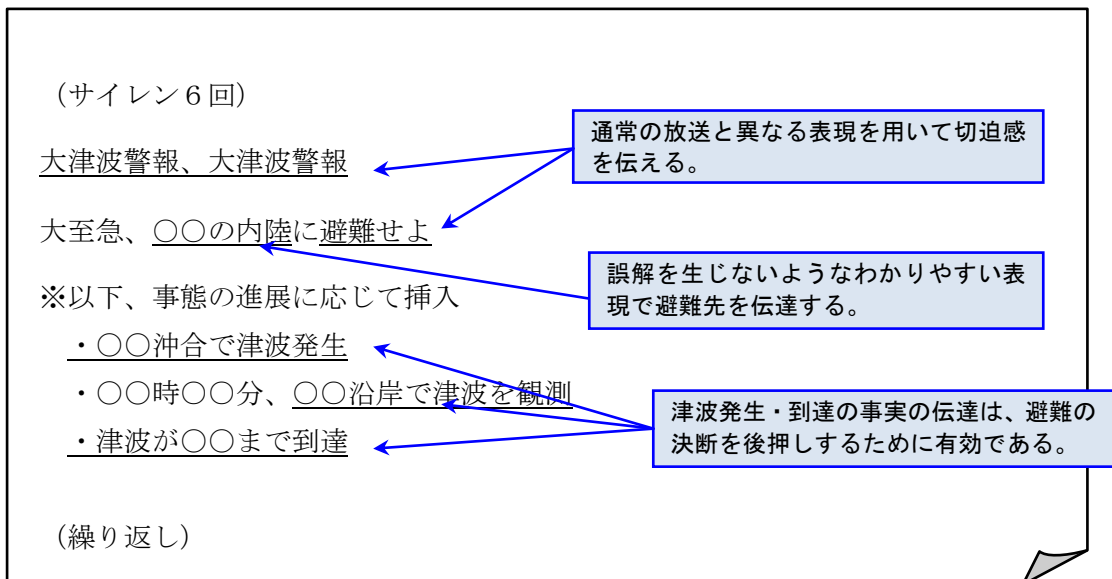 （サイレン６回）
通常の放送と異なる表現を用いて切迫感
を伝える。
大津波警報、大津波警報
大至急、○○の内陸に避難せよ
誤解を生じないようなわかりやすい表
現で避難先を伝達する。
※以下、事態の進展に応じて挿入
・○○沖合で津波発生
・○○時○○分、○○沿岸で津波を観測
津波発生・到達の事実の伝達は、避難の
決断を後押しするために有効である。
・津波が○○まで到達
（繰り返し）